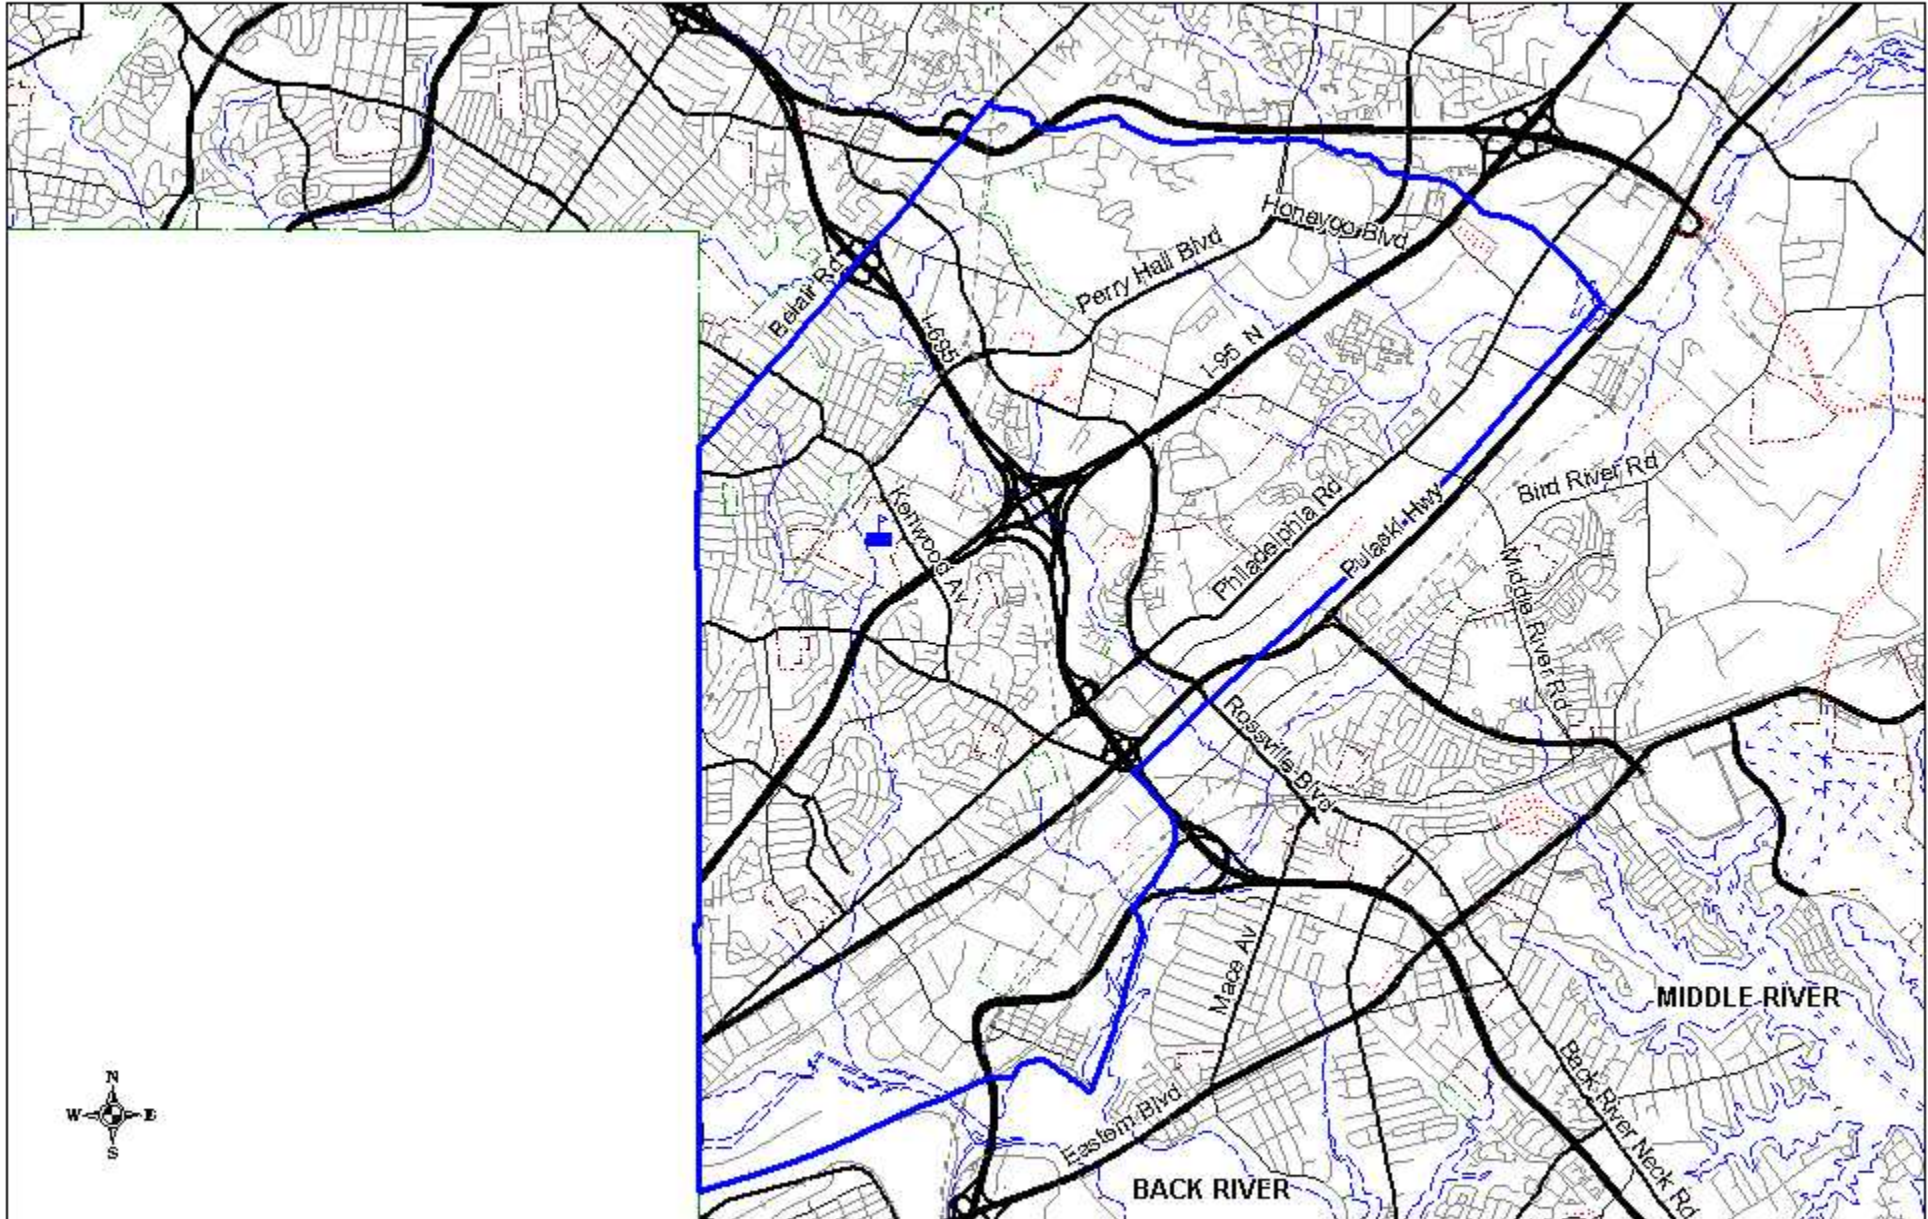 Honeygo Blvd
Perry Hall Blvd
Belair Rd
I-695
I-95 N
Kenwood Av
Bird River Rd
Philadelphia Rd
Pulaski Hwy
Middle River Rd
Rossville Blvd
Mace Av
MIDDLE RIVER
Back River Neck Rd
Eastern Blvd
BACK RIVER
N
W E
S